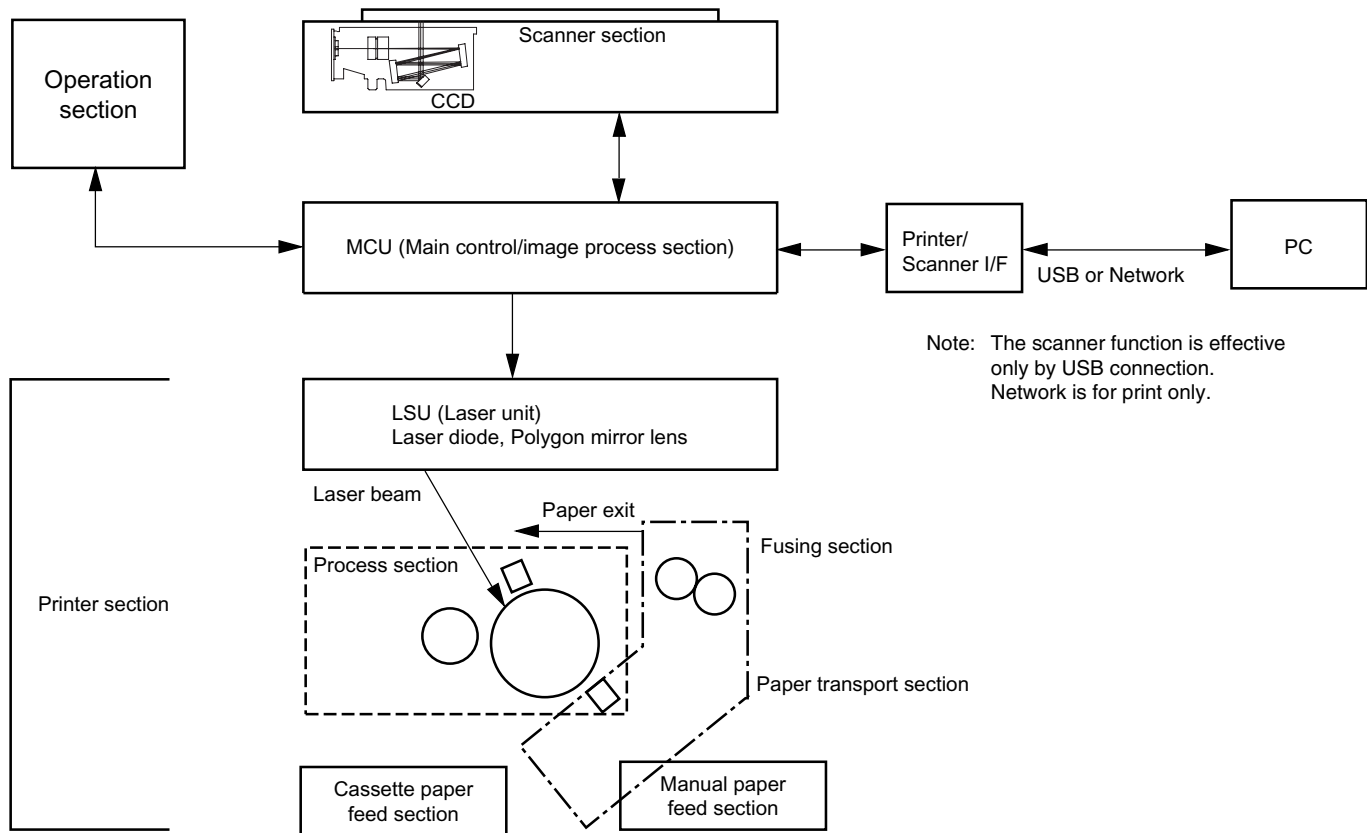 Scanner section
Operation
section
CCD
MCU (Main control/image process section)
Printer/
Scanner I/F
PC
USB or Network
Note: The scanner function is effective
only by USB connection.
Network is for print only.
LSU (Laser unit)
Laser diode, Polygon mirror lens
Laser beam
Paper exit
Fusing section
Process section
Printer section
Paper transport section
Cassette paper
feed section
Manual paper
feed section